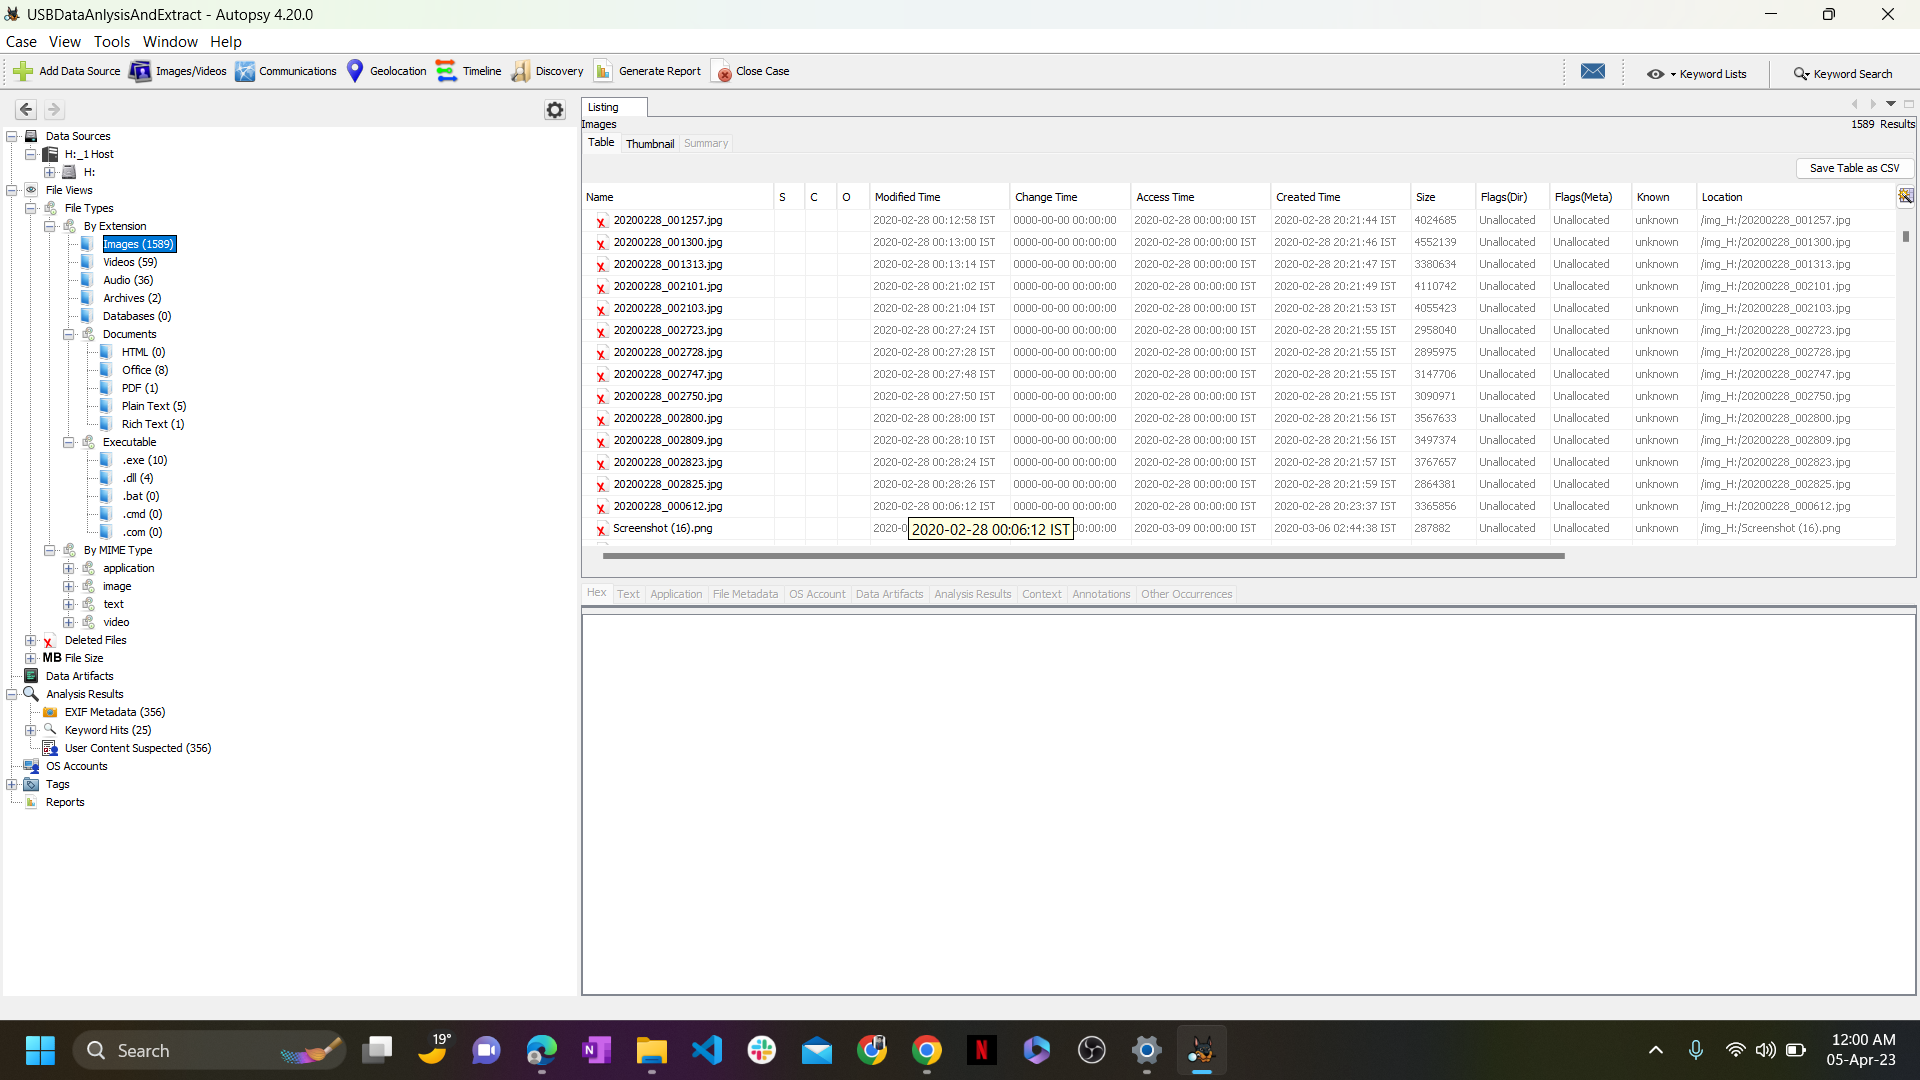 USBDataAnlysisAndExtract - Autopsy 4.20.0
Case View Tools Window Help
Add Data Source Images/Videos Communications Geolocation Timeline Discovery Generate Report Close Case Keyword Lists Keyword Search
Data Sources
H:_1 Host
H:
File Views
File Types
By Extension
Images (1589)
Videos (59)
Audio (36)
Archives (2)
Databases (0)
Documents
HTML (0)
Office (8)
PDF (1)
Plain Text (5)
Rich Text (1)
Executable
.exe (10)
.dll (4)
.bat (0)
.cmd (0)
.com (0)
By MIME Type
application
image
text
video
Deleted Files
MB File Size
Data Artifacts
Analysis Results
EXIF Metadata (356)
Keyword Hits (25)
User Content Suspected (356)
OS Accounts
Tags
Reports
Listing
Images 1589 Results
Table Thumbnail Summary
Save Table as CSV
Name S C O Modified Time Change Time Access Time Created Time Size Flags(Dir) Flags(Meta) Known Location
20200228_001257.jpg 2020-02-28 00:12:58 IST 0000-00-00 00:00:00 2020-02-28 00:00:00 IST 2020-02-28 20:21:44 IST 4024685 Unallocated Unallocated unknown /img_H:/20200228_001257.jpg
20200228_001300.jpg 2020-02-28 00:13:00 IST 0000-00-00 00:00:00 2020-02-28 00:00:00 IST 2020-02-28 20:21:46 IST 4552139 Unallocated Unallocated unknown /img_H:/20200228_001300.jpg
20200228_001313.jpg 2020-02-28 00:13:14 IST 0000-00-00 00:00:00 2020-02-28 00:00:00 IST 2020-02-28 20:21:47 IST 3380634 Unallocated Unallocated unknown /img_H:/20200228_001313.jpg
20200228_002101.jpg 2020-02-28 00:21:02 IST 0000-00-00 00:00:00 2020-02-28 00:00:00 IST 2020-02-28 20:21:49 IST 4110742 Unallocated Unallocated unknown /img_H:/20200228_002101.jpg
20200228_002103.jpg 2020-02-28 00:21:04 IST 0000-00-00 00:00:00 2020-02-28 00:00:00 IST 2020-02-28 20:21:53 IST 4055423 Unallocated Unallocated unknown /img_H:/20200228_002103.jpg
20200228_002723.jpg 2020-02-28 00:27:24 IST 0000-00-00 00:00:00 2020-02-28 00:00:00 IST 2020-02-28 20:21:55 IST 2958040 Unallocated Unallocated unknown /img_H:/20200228_002723.jpg
20200228_002728.jpg 2020-02-28 00:27:28 IST 0000-00-00 00:00:00 2020-02-28 00:00:00 IST 2020-02-28 20:21:55 IST 2895975 Unallocated Unallocated unknown /img_H:/20200228_002728.jpg
20200228_002747.jpg 2020-02-28 00:27:48 IST 0000-00-00 00:00:00 2020-02-28 00:00:00 IST 2020-02-28 20:21:55 IST 3147706 Unallocated Unallocated unknown /img_H:/20200228_002747.jpg
20200228_002750.jpg 2020-02-28 00:27:50 IST 0000-00-00 00:00:00 2020-02-28 00:00:00 IST 2020-02-28 20:21:55 IST 3090971 Unallocated Unallocated unknown /img_H:/20200228_002750.jpg
20200228_002800.jpg 2020-02-28 00:28:00 IST 0000-00-00 00:00:00 2020-02-28 00:00:00 IST 2020-02-28 20:21:56 IST 3567633 Unallocated Unallocated unknown /img_H:/20200228_002800.jpg
20200228_002809.jpg 2020-02-28 00:28:10 IST 0000-00-00 00:00:00 2020-02-28 00:00:00 IST 2020-02-28 20:21:56 IST 3497374 Unallocated Unallocated unknown /img_H:/20200228_002809.jpg
20200228_002823.jpg 2020-02-28 00:28:24 IST 0000-00-00 00:00:00 2020-02-28 00:00:00 IST 2020-02-28 20:21:57 IST 3767657 Unallocated Unallocated unknown /img_H:/20200228_002823.jpg
20200228_002825.jpg 2020-02-28 00:28:26 IST 0000-00-00 00:00:00 2020-02-28 00:00:00 IST 2020-02-28 20:21:59 IST 2864381 Unallocated Unallocated unknown /img_H:/20200228_002825.jpg
20200228_000612.jpg 2020-02-28 00:06:12 IST 0000-00-00 00:00:00 2020-02-28 00:00:00 IST 2020-02-28 20:23:37 IST 3365856 Unallocated Unallocated unknown /img_H:/20200228_000612.jpg
Screenshot (16).png 2020-0 2020-02-28 00:06:12 IST 00:00:00 2020-03-09 00:00:00 IST 2020-03-06 02:44:38 IST 287882 Unallocated Unallocated unknown /img_H:/Screenshot (16).png
Hex Text Application File Metadata OS Account Data Artifacts Analysis Results Context Annotations Other Occurrences
Search
19°
N
N
12:00 AM
05-Apr-23